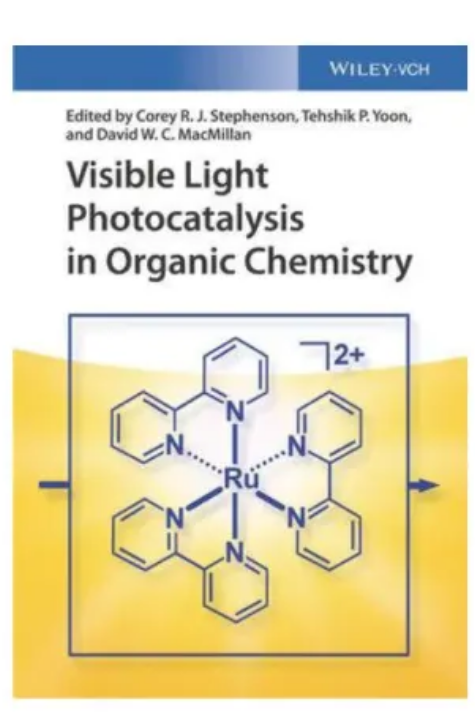 WILEY-VCH
Edited by Corey R. J. Stephenson, Tehshik P. Yoon,
and David W. C. MacMillan
Visible Light
Photocatalysis
in Organic Chemistry
2+
N
N
N
Ru
N
N
N